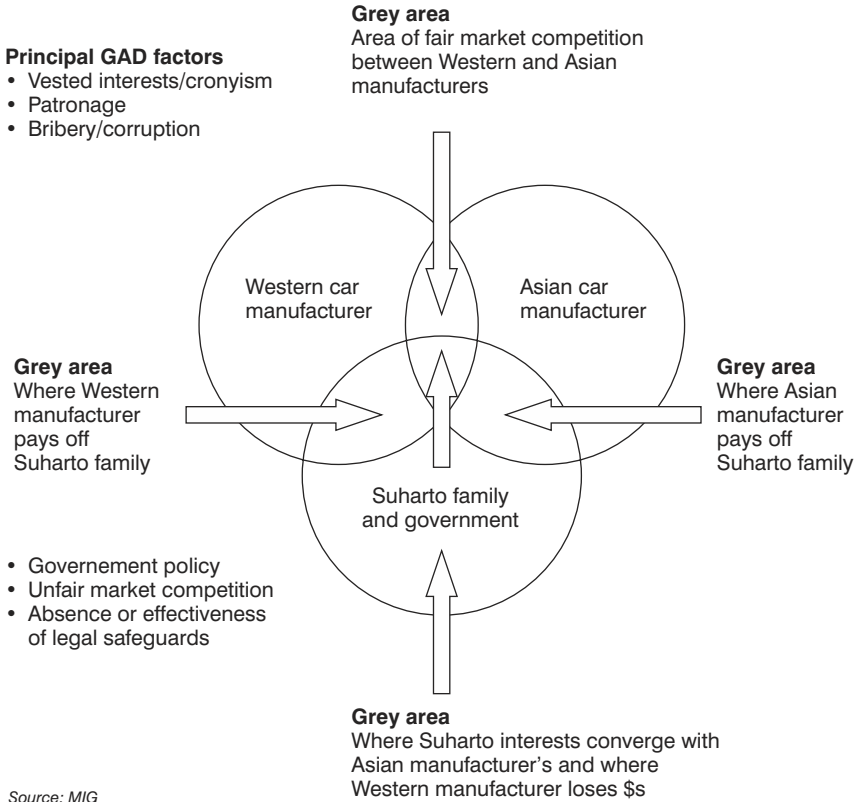 Grey area
Area of fair market competition
between Western and Asian
manufacturers
Principal GAD factors
• Vested interests/cronyism
• Patronage
• Bribery/corruption
Western car
manufacturer
Asian car
manufacturer
Grey area
Where Western
manufacturer
pays off
Suharto family
Grey area
Where Asian
manufacturer
pays off
Suharto family
Suharto family
and government
• Governement policy
• Unfair market competition
• Absence or effectiveness
of legal safeguards
Grey area
Where Suharto interests converge with
Asian manufacturer's and where
Western manufacturer loses $s
Source: MIG